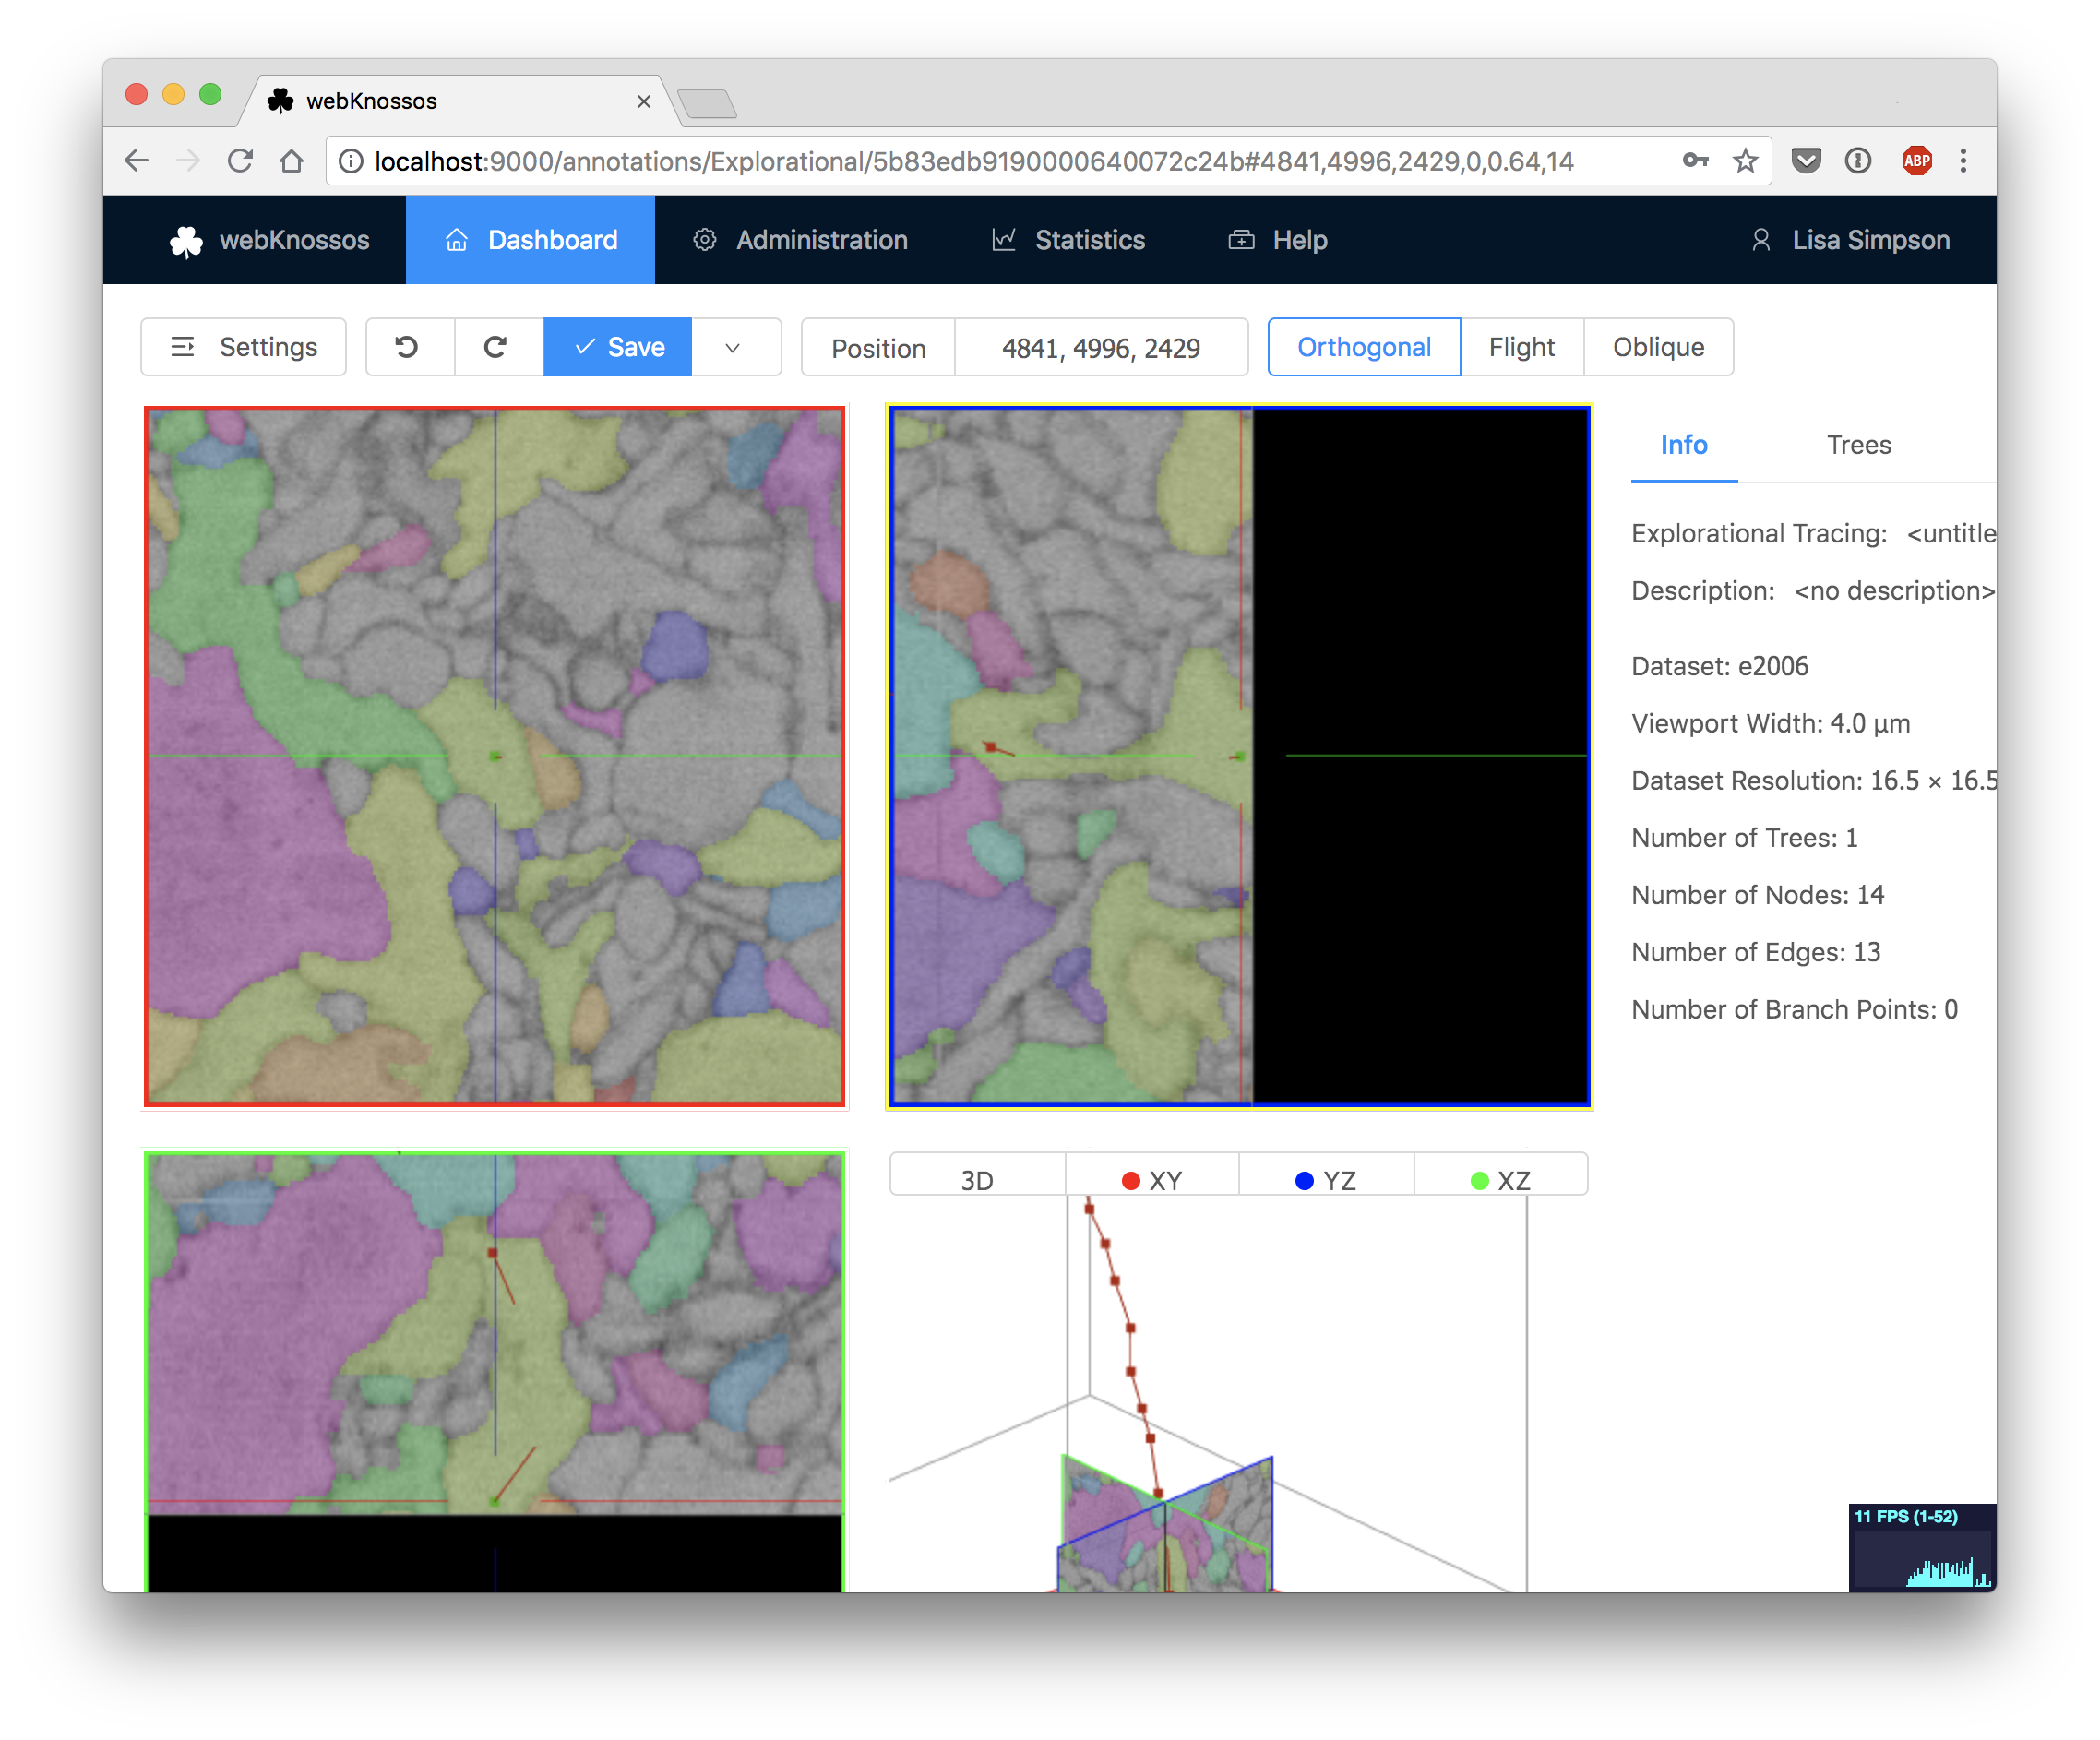 webKnossos
localhost:9000/annotations/Explorational/5b83edb9190000640072c24b#4841,4996,2429,0,0.64,14
ABP
webKnossos Dashboard Administration Statistics Help Lisa Simpson
Settings Save Position 4841, 4996, 2429 Orthogonal Flight Oblique
Info Trees
Explorational Tracing: <untitle
Description: <no description>
Dataset: e2006
Viewport Width: 4.0 µm
Dataset Resolution: 16.5 × 16.5
Number of Trees: 1
Number of Nodes: 14
Number of Edges: 13
Number of Branch Points: 0
3D XY YZ XZ
11 FPS (1-52)